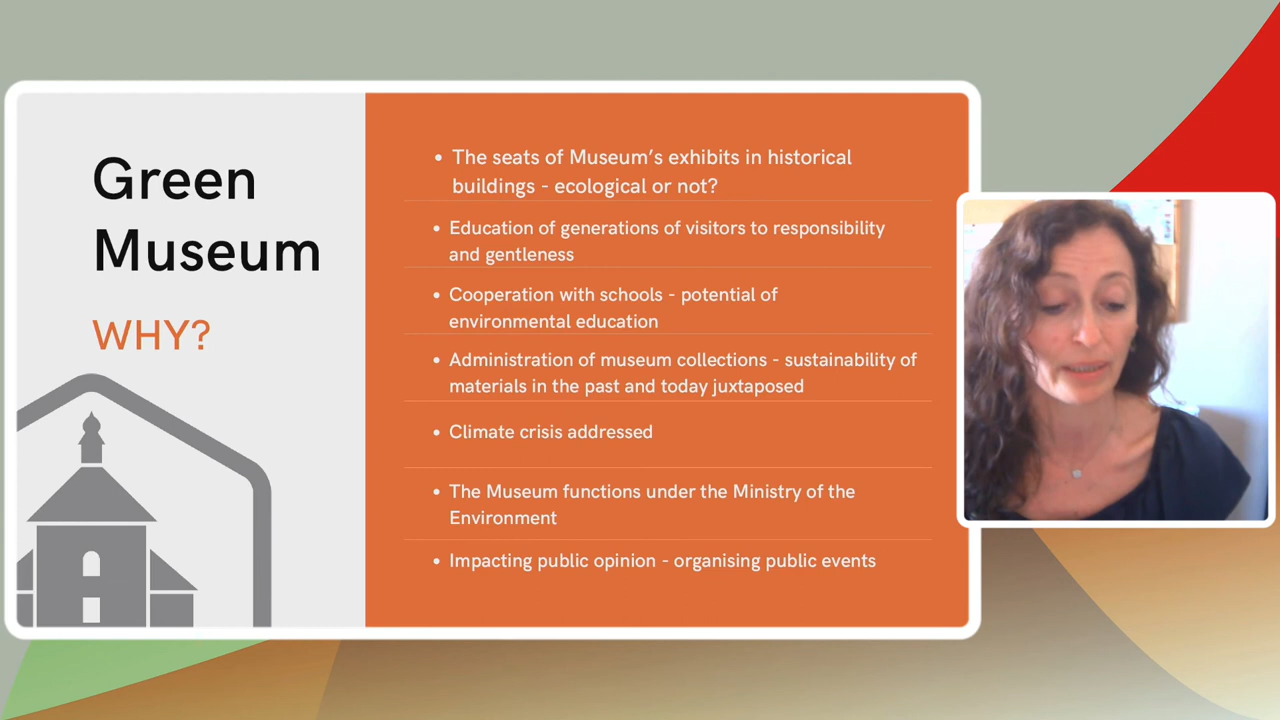 Green
Museum
WHY?
• The seats of Museum’s exhibits in historical
buildings - ecological or not?
• Education of generations of visitors to responsibility
and gentleness
• Cooperation with schools - potential of
environmental education
• Administration of museum collections - sustainability of
materials in the past and today juxtaposed
• Climate crisis addressed
• The Museum functions under the Ministry of the
Environment
• Impacting public opinion - organising public events